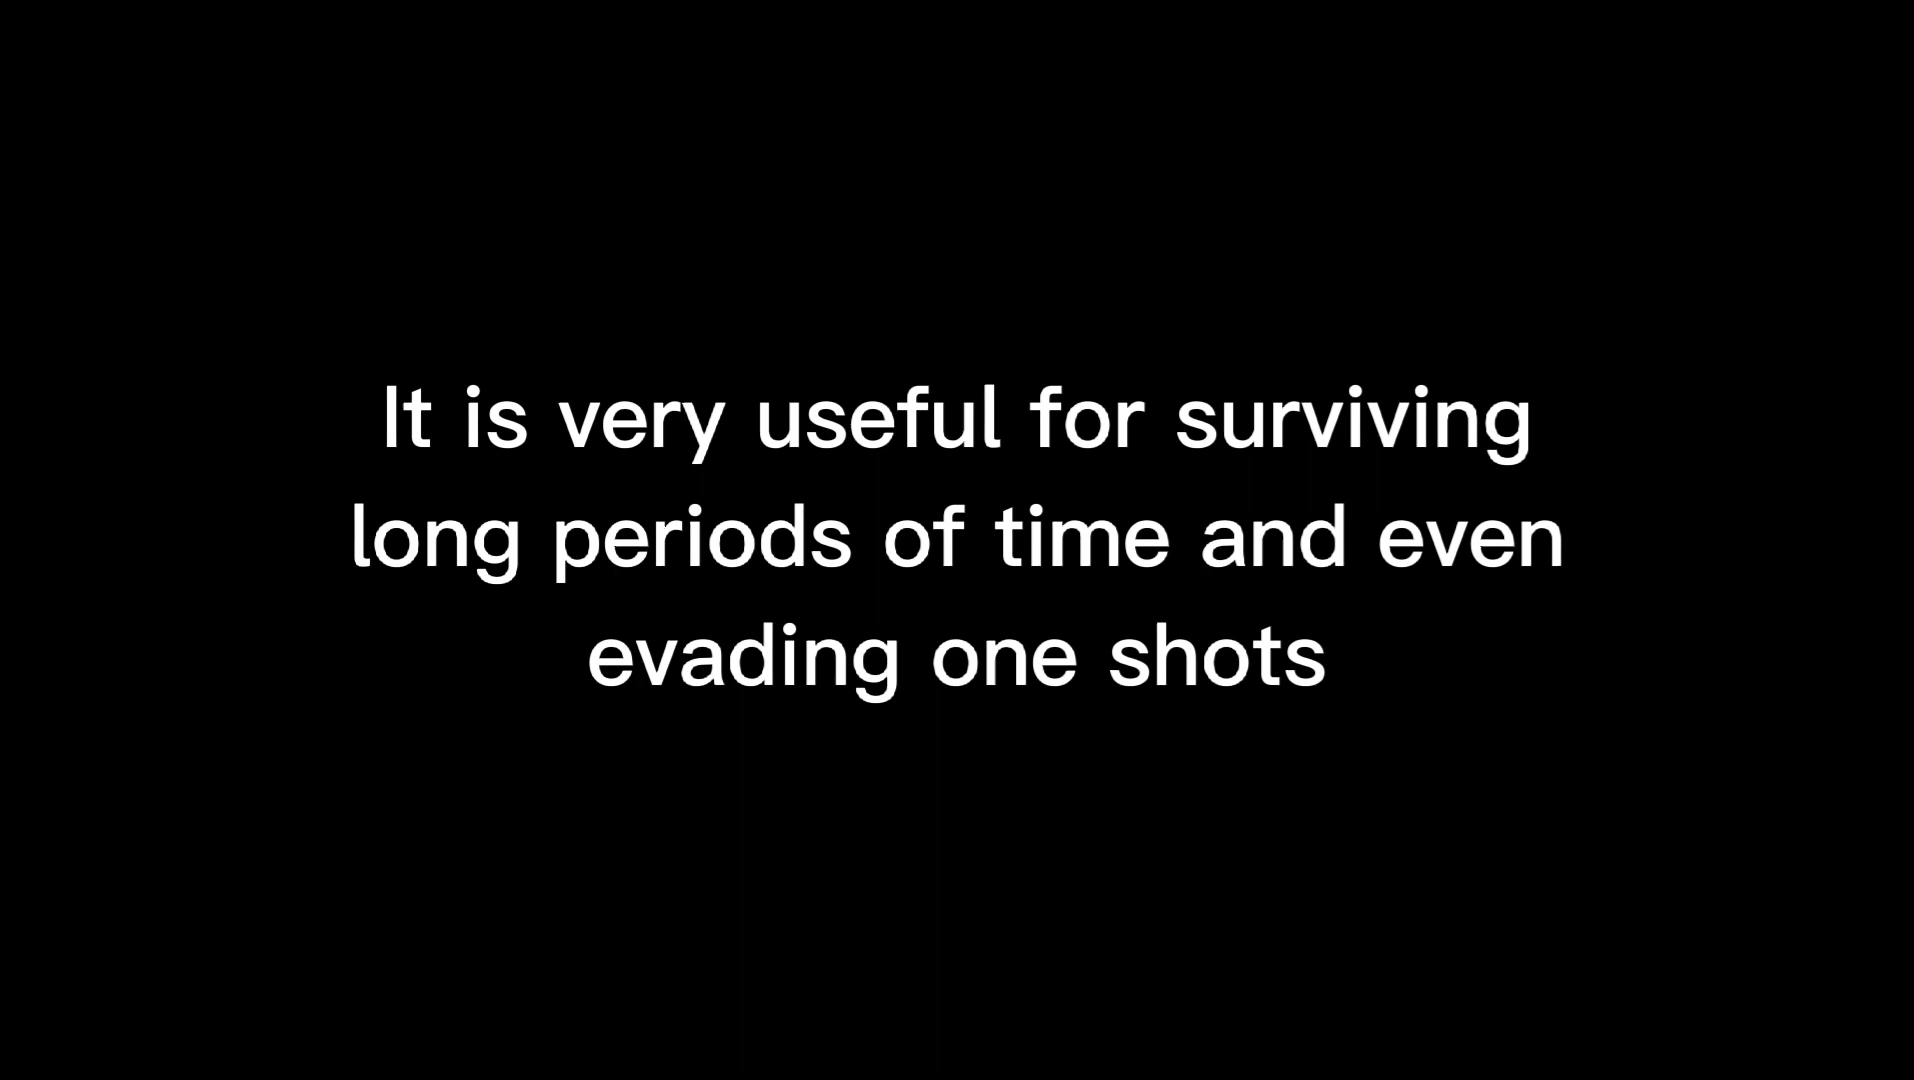 It is very useful for surviving
long periods of time and even
evading one shots